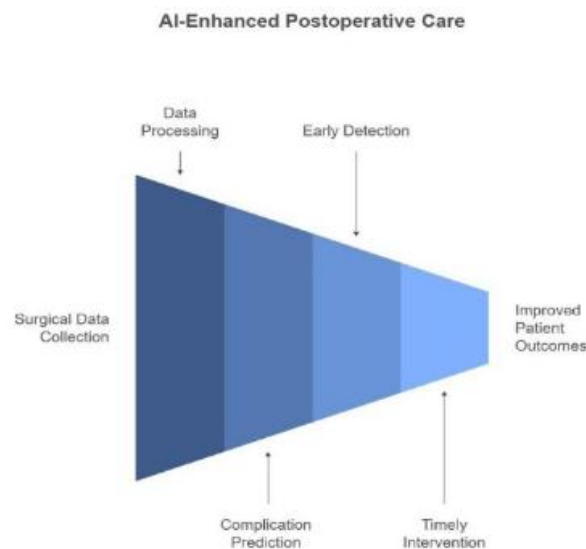 AI-Enhanced Postoperative Care
Data
Processing
Early Detection
Surgical Data
Collection
Improved
Patient
Outcomes
Complication
Prediction
Timely
Intervention